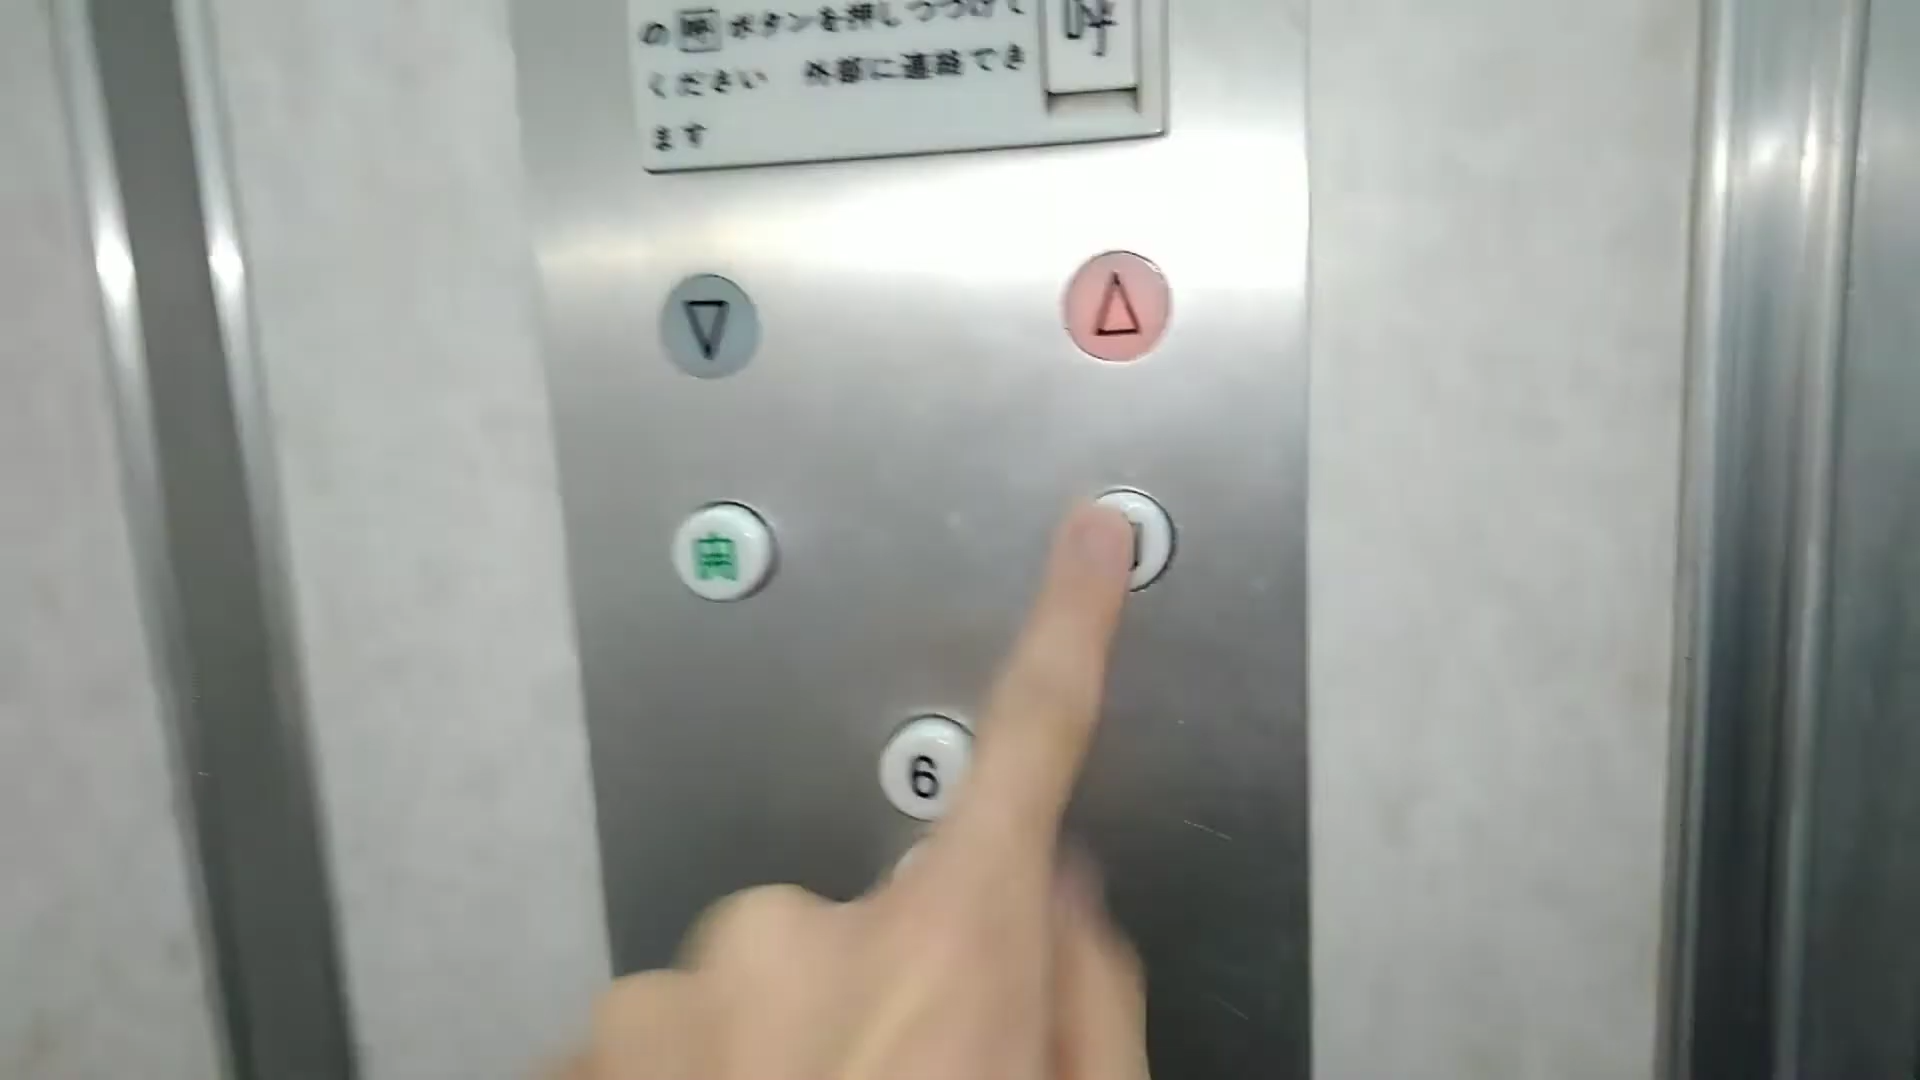 の 呼 ボタンを押しつづけて 呼
ください 外部に連絡でき
ます
開
6